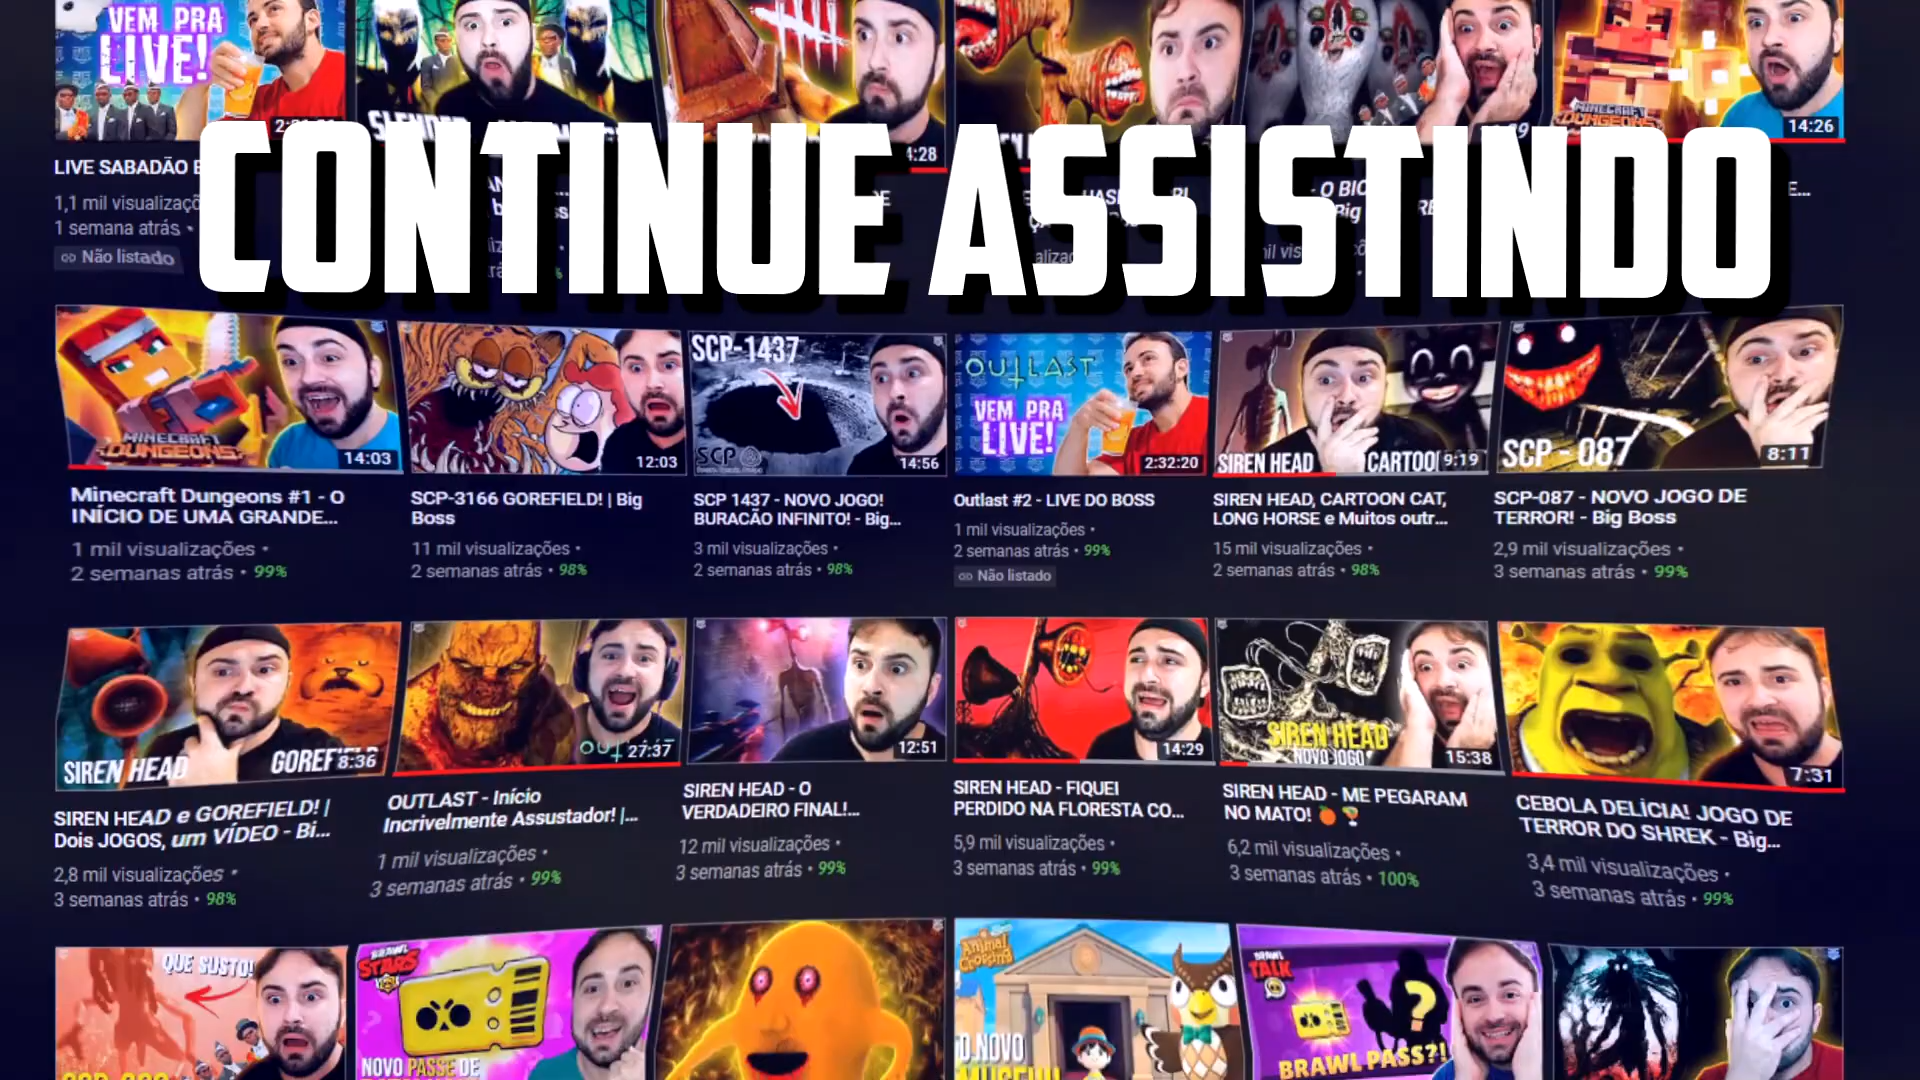 VEM PRA
LIVE!
14:26
CONTINUE ASSISTINDO
LIVE SABADÃO
1,1 mil
1 semana atrás •
Não listado
MINECRAFT
DUNGEONS
14:03
Minecraft Dungeons #1 - O
INÍCIO DE UMA GRANDE...
1 mil visualizações •
2 semanas atrás • 99%
12:03
SCP-3166 GOREFIELD! | Big
Boss
11 mil visualizações •
2 semanas atrás • 98%
SCP-1437
SCP
14:56
SCP 1437 - NOVO JOGO!
BURACÃO INFINITO! - Big...
3 mil visualizações •
2 semanas atrás • 98%
OUTLAST
VEM PRA
LIVE!
2:32:20
Outlast #2 - LIVE DO BOSS
1 mil visualizações •
2 semanas atrás • 99%
Não listado
SIREN HEAD
9:19
SIREN HEAD, CARTOON CAT,
LONG HORSE e Muitos outr...
15 mil visualizações •
2 semanas atrás • 98%
SCP - 087
8:11
SCP-087 - NOVO JOGO DE
TERROR! - Big Boss
2,9 mil visualizações •
3 semanas atrás • 99%
SIREN HEAD
8:36
SIREN HEAD e GOREFIELD! |
Dois JOGOS, um VÍDEO - Bi...
2,8 mil visualizações •
3 semanas atrás • 98%
27:37
OUTLAST - Início
Incrivelmente Assustador! |...
1 mil visualizações •
3 semanas atrás • 99%
12:51
SIREN HEAD - O
VERDADEIRO FINAL!...
12 mil visualizações •
3 semanas atrás • 99%
14:29
SIREN HEAD - FIQUEI
PERDIDO NA FLORESTA CO...
5,9 mil visualizações •
3 semanas atrás • 99%
SIREN HEAD
NOVO JOGO
15:38
SIREN HEAD - ME PEGARAM
NO MATO! 🍊🍹
6,2 mil visualizações •
3 semanas atrás • 100%
7:31
CEBOLA DELÍCIA! JOGO DE
TERROR DO SHREK - Big...
3,4 mil visualizações •
3 semanas atrás • 99%
QUE SUSTO!
BRAWL
STARS
NOVO PASSE DE
Animal
Crossing
O NOVO
MUSEU
BRAWL
TALK
BRAWL PASS?!